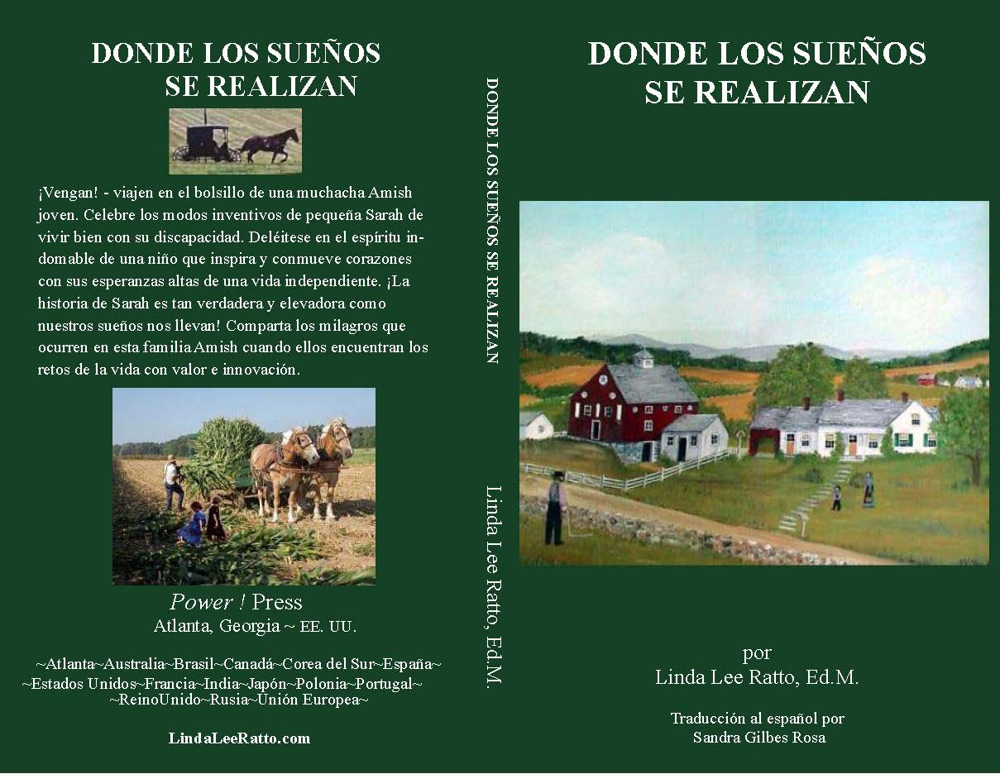 DONDE LOS SUEÑOS
SE REALIZAN
¡Vengan! - viajen en el bolsillo de una muchacha Amish
joven. Celebre los modos inventivos de pequeña Sarah de
vivir bien con su discapacidad. Deléitese en el espíritu in-
domable de una niño que inspira y conmueve corazones
con sus esperanzas altas de una vida independiente. ¡La
historia de Sarah es tan verdadera y elevadora como
nuestros sueños nos llevan! Comparta los milagros que
ocurren en esta familia Amish cuando ellos encuentran los
retos de la vida con valor e innovación.
Power ! Press
Atlanta, Georgia ~ EE. UU.
~Atlanta~Australia~Brasil~Canadá~Corea del Sur~España~
~Estados Unidos~Francia~India~Japón~Polonia~Portugal~
~ReinoUnido~Rusia~Unión Europea~
LindaLeeRatto.com
DONDE LOS SUEÑOS SE REALIZAN
Linda Lee Ratto, Ed.M.
DONDE LOS SUEÑOS
SE REALIZAN
por
Linda Lee Ratto, Ed.M.
Traducción al español por
Sandra Gilbes Rosa